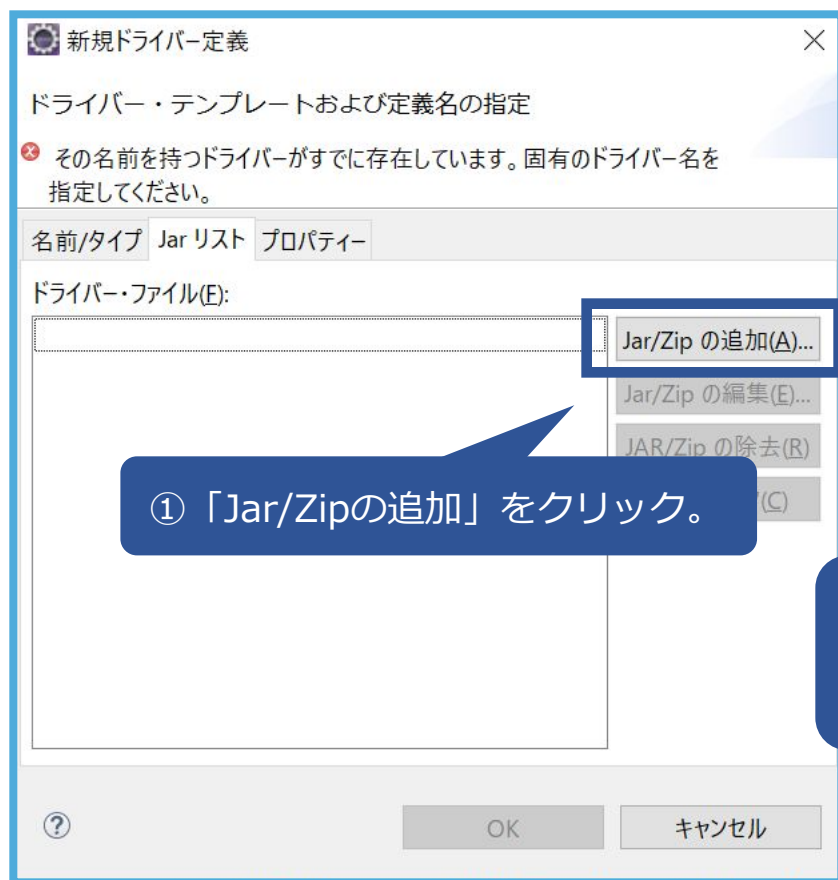 新規ドライバー定義
ドライバー・テンプレートおよび定義名の指定
その名前を持つドライバーがすでに存在しています。固有のドライバー名を
指定してください。
名前/タイプ Jar リスト プロパティー
ドライバー・ファイル(F):
Jar/Zip の追加(A)...
Jar/Zip の編集(E)...
JAR/Zip の除去(R)
①「Jar/Zipの追加」をクリック。
(C)
OK
キャンセル